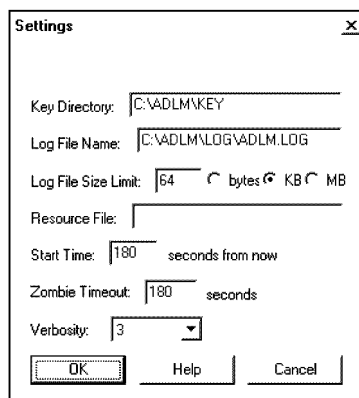 Settings
Key Directory: C:\ADLM\KEY
Log File Name: C:\ADLM\LOG\ADLM.LOG
Log File Size Limit: 64 bytes KB MB
Resource File:
Start Time: 180 seconds from now
Zombie Timeout: 180 seconds
Verbosity: 3
OK Help Cancel